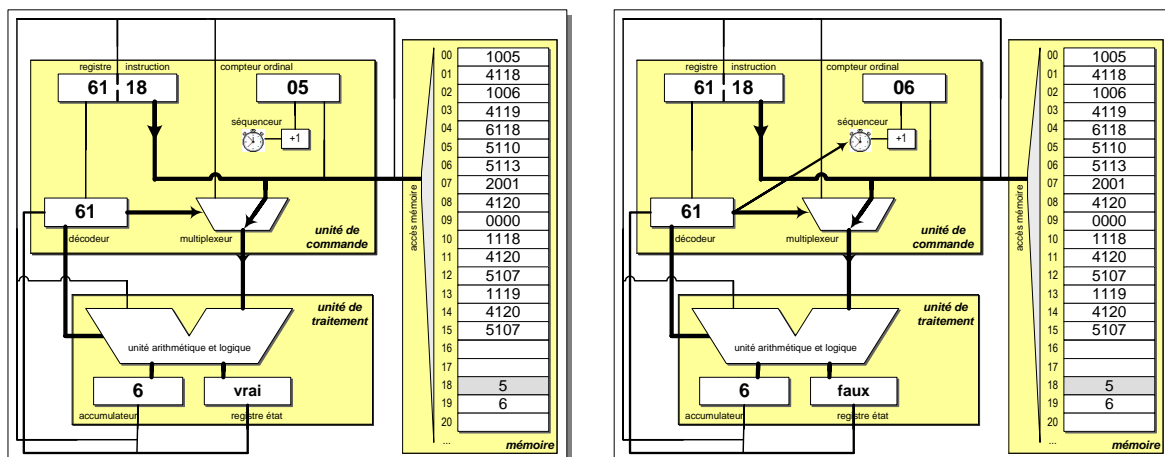 registre instruction compteur ordinal
61 18 05
séquenceur
+1
61
décodeur
multiplexeur
unité de
commande
accès mémoire
unité de
traitement
unité arithmétique et logique
6 vrai
accumulateur registre état
00 1005
01 4118
02 1006
03 4119
04 6118
05 5110
06 5113
07 2001
08 4120
09 0000
10 1118
11 4120
12 5107
13 1119
14 4120
15 5107
16
17
18 5
19 6
20
...
mémoire
registre instruction compteur ordinal
61 18 06
séquenceur
+1
61
décodeur
multiplexeur
unité de
commande
accès mémoire
unité de
traitement
unité arithmétique et logique
6 faux
accumulateur registre état
00 1005
01 4118
02 1006
03 4119
04 6118
05 5110
06 5113
07 2001
08 4120
09 0000
10 1118
11 4120
12 5107
13 1119
14 4120
15 5107
16
17
18 5
19 6
20
...
mémoire